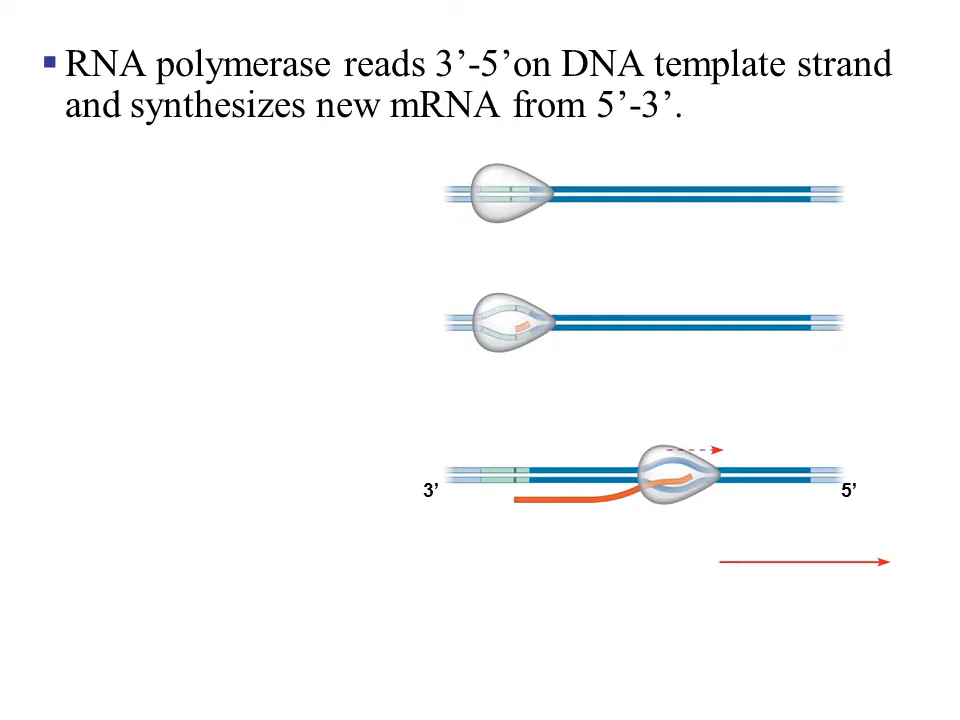 RNA polymerase reads 3’-5’on DNA template strand
and synthesizes new mRNA from 5’-3’.
3’
5’